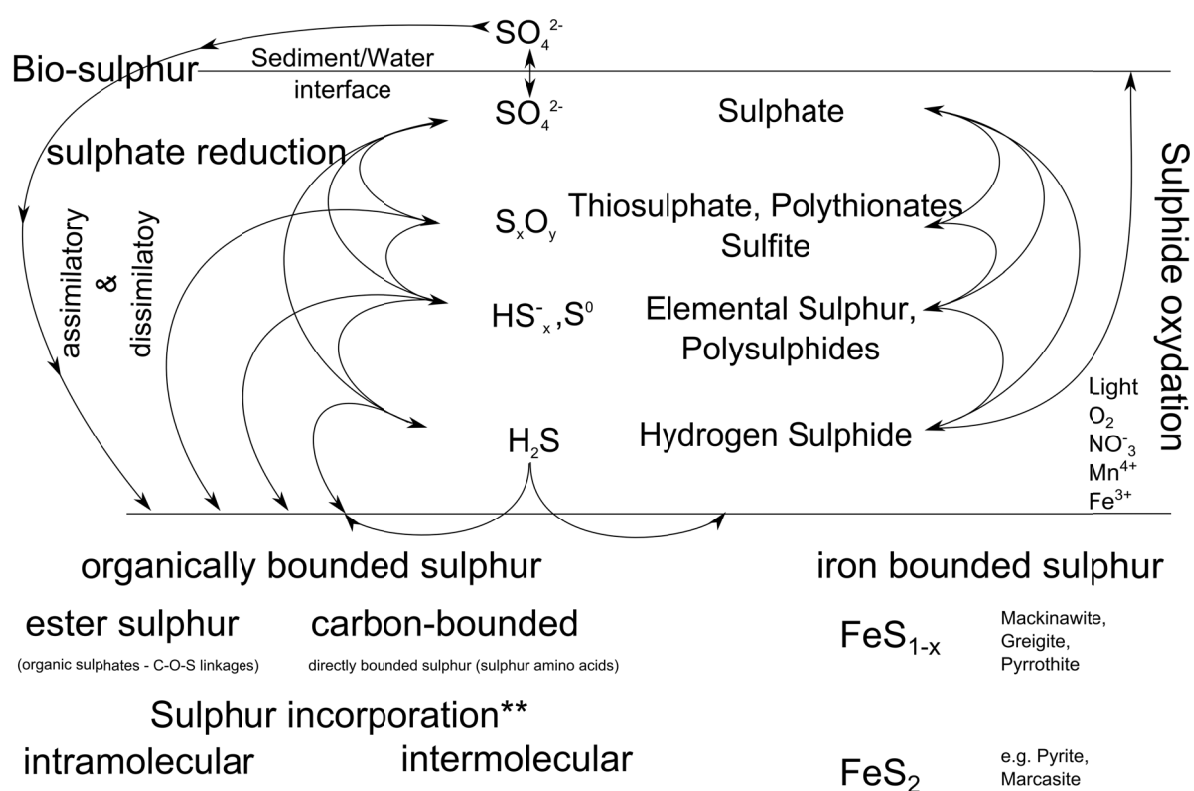 SO₄²⁻
Bio-sulphur
Sediment/Water
interface
SO₄²⁻
Sulphate
sulphate reduction
assimilatory
&
dissimilatoy
SₓOᵧ
Thiosulphate, Polythionates
Sulfite
HS⁻ₓ,S⁰
Elemental Sulphur,
Polysulphides
H₂S
Hydrogen Sulphide
Sulphide oxydation
Light
O₂
NO⁻₃
Mn⁴⁺
Fe³⁺
organically bounded sulphur
iron bounded sulphur
ester sulphur
carbon-bounded
(organic sulphates - C-O-S linkages)
directly bounded sulphur (sulphur amino acids)
FeS₁₋ₓ
Mackinawite,
Greigite,
Pyrrothite
Sulphur incorporation**
intramolecular
intermolecular
FeS₂
e.g. Pyrite,
Marcasite